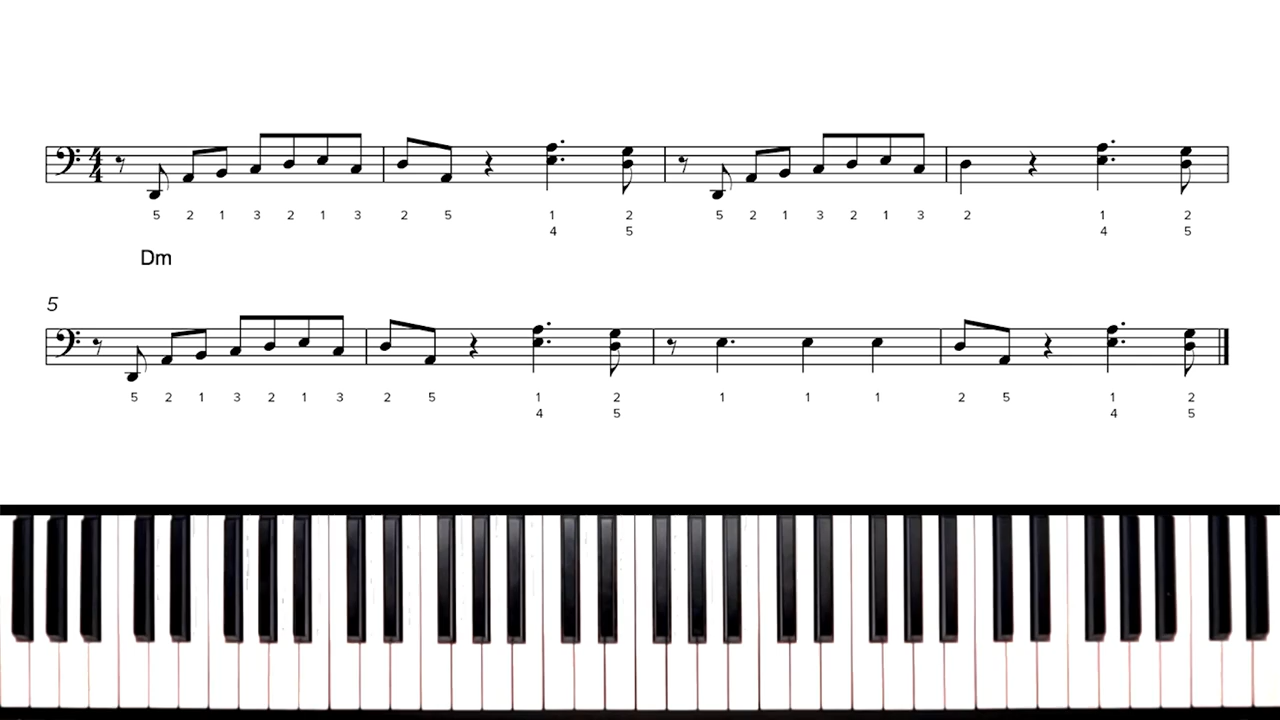 4
4
5 2 1 3 2 1 3 2 5 1 2 5 2 1 3 2 1 3 2 1 2
4 5 4 5
Dm
5
5 2 1 3 2 1 3 2 5 1 2 1 1 1 2 5 1 2
4 5 4 5